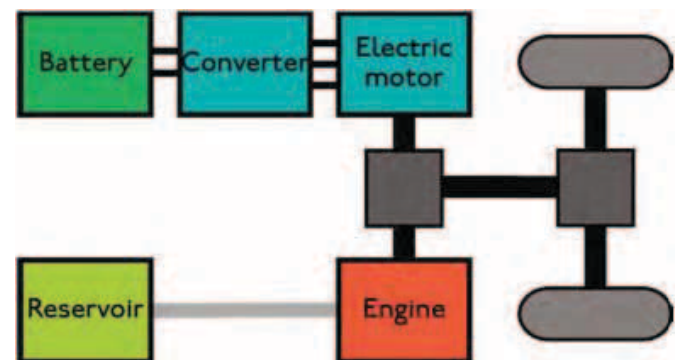 Battery
Converter
Electric
motor
Reservoir
Engine